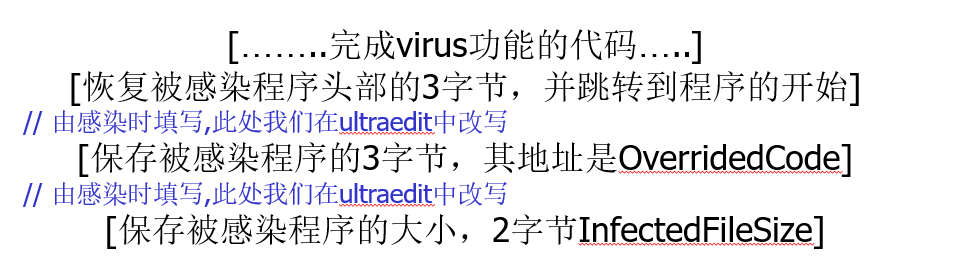 [……..完成virus功能的代码…..]
[恢复被感染程序头部的3字节，并跳转到程序的开始]
// 由感染时填写,此处我们在ultraedit中改写
[保存被感染程序的3字节，其地址是OverridedCode]
// 由感染时填写,此处我们在ultraedit中改写
[保存被感染程序的大小，2字节InfectedFileSize]